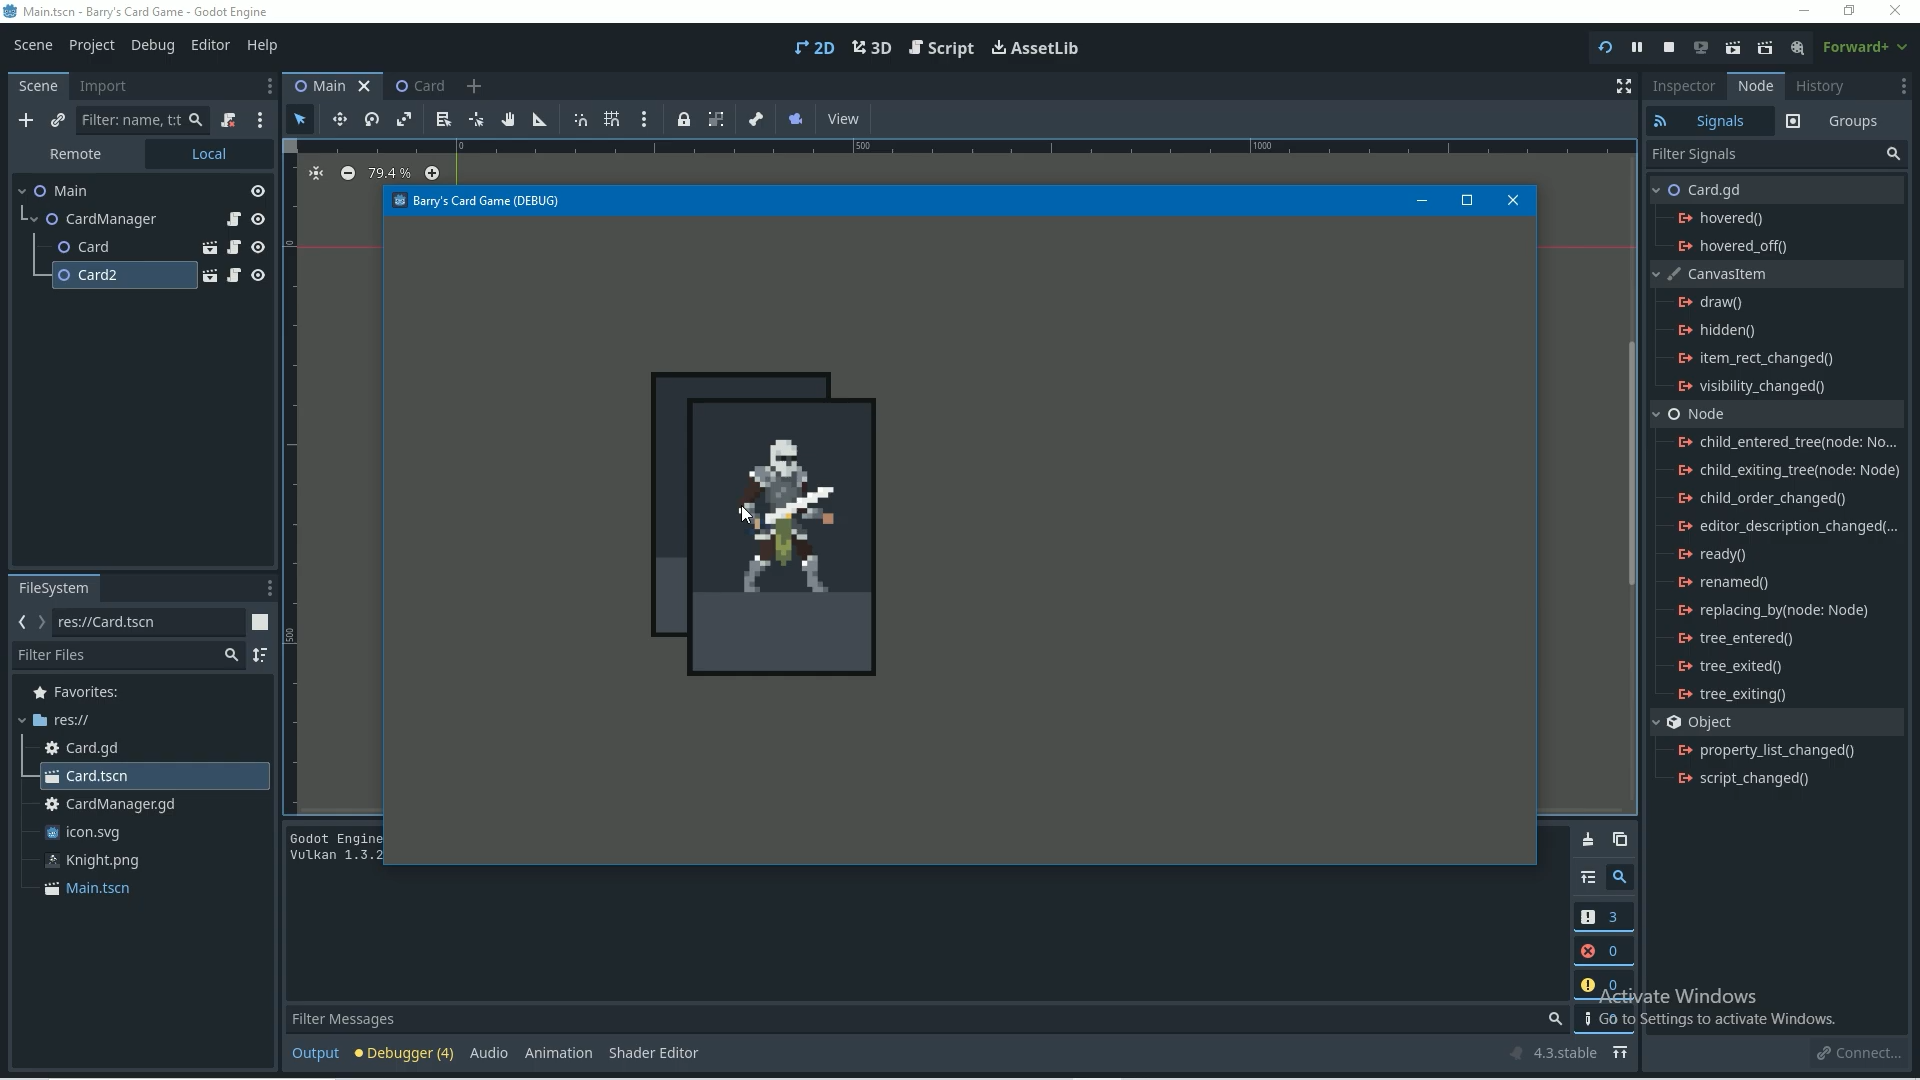 Main.tscn - Barry's Card Game - Godot Engine
Scene Project Debug Editor Help
2D 3D Script AssetLib
Forward+
Scene Import
Main Card
Inspector Node History
Filter: name, t:t
View
Signals Groups
Remote Local
Filter Signals
0 500 1000
79.4 %
Main
CardManager
Card
Card2
0
500
Barry's Card Game (DEBUG)
Card.gd
hovered()
hovered_off()
CanvasItem
draw()
hidden()
item_rect_changed()
visibility_changed()
Node
child_entered_tree(node: No...
child_exiting_tree(node: Node)
child_order_changed()
editor_description_changed(...
ready()
renamed()
replacing_by(node: Node)
tree_entered()
tree_exited()
tree_exiting()
Object
property_list_changed()
script_changed()
FileSystem
res://Card.tscn
Filter Files
Favorites:
res://
Card.gd
Card.tscn
CardManager.gd
icon.svg
Knight.png
Main.tscn
Godot Engine
Vulkan 1.3.2
3
0
0
0
Filter Messages
Activate Windows
Go to Settings to activate Windows.
Output Debugger (4) Audio Animation Shader Editor
4.3.stable
Connect...